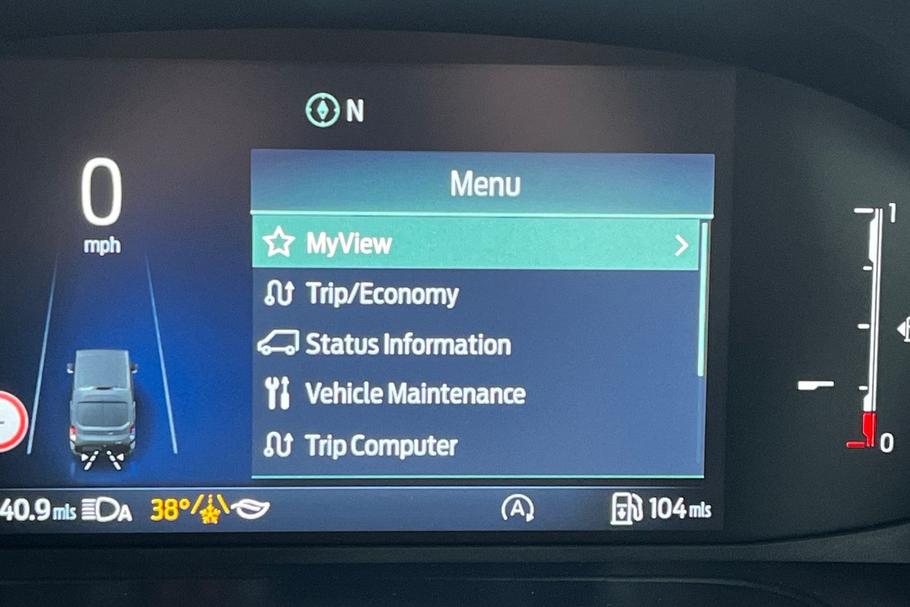 N
0
mph
Menu
MyView
Trip/Economy
Status Information
Vehicle Maintenance
Trip Computer
1
0
40.9 mls
A
38°
A
104 mls